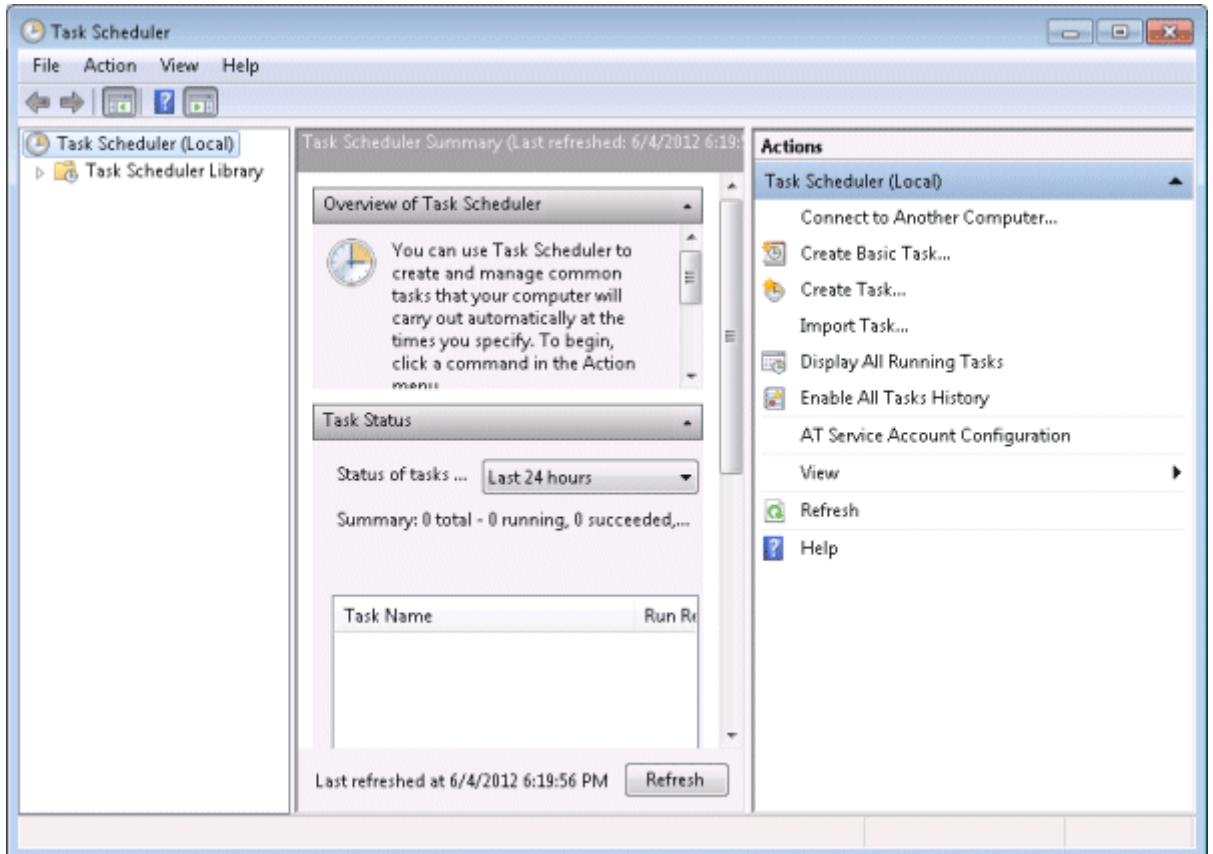 Task Scheduler
File Action View Help
Task Scheduler (Local)
Task Scheduler Library
Task Scheduler Summary (Last refreshed: 6/4/2012 6:19:
Overview of Task Scheduler
You can use Task Scheduler to
create and manage common
tasks that your computer will
carry out automatically at the
times you specify. To begin,
click a command in the Action
menu
Task Status
Status of tasks ...
Last 24 hours
Summary: 0 total - 0 running, 0 succeeded,...
Task Name Run Re
Last refreshed at 6/4/2012 6:19:56 PM
Refresh
Actions
Task Scheduler (Local)
Connect to Another Computer...
Create Basic Task...
Create Task...
Import Task...
Display All Running Tasks
Enable All Tasks History
AT Service Account Configuration
View
Refresh
Help